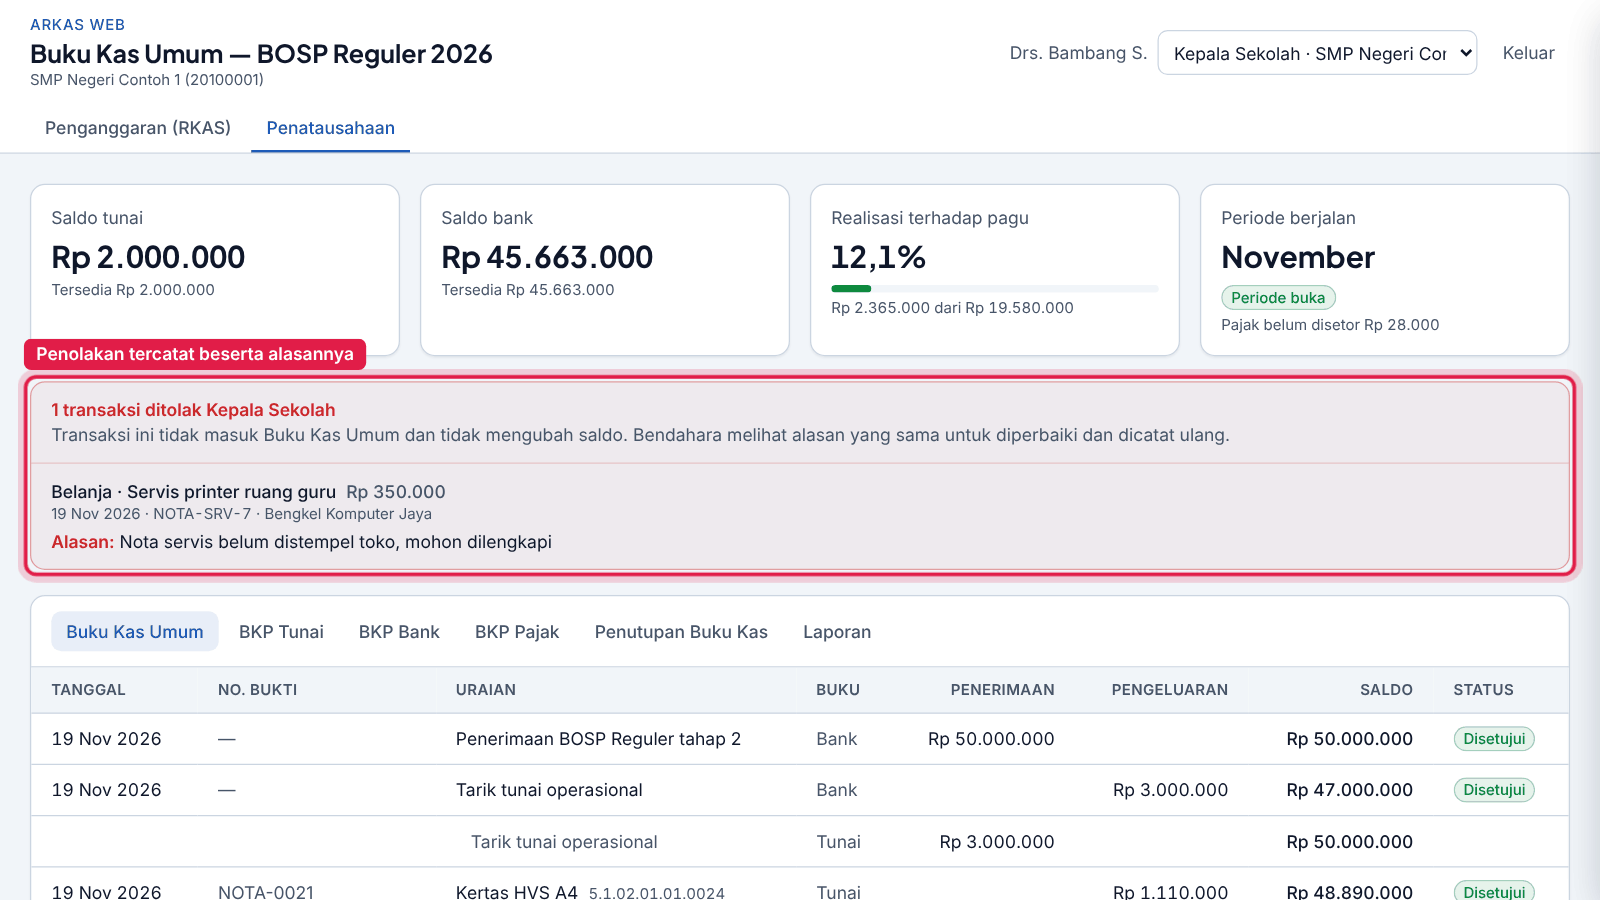 ARKAS WEB
Buku Kas Umum — BOSP Reguler 2026
SMP Negeri Contoh 1 (20100001)
Drs. Bambang S.
Kepala Sekolah · SMP Negeri Cor
Keluar
Penganggaran (RKAS)
Penatausahaan
Saldo tunai
Rp 2.000.000
Tersedia Rp 2.000.000
Saldo bank
Rp 45.663.000
Tersedia Rp 45.663.000
Realisasi terhadap pagu
12,1%
Rp 2.365.000 dari Rp 19.580.000
Periode berjalan
November
Periode buka
Pajak belum disetor Rp 28.000
Penolakan tercatat beserta alasannya
1 transaksi ditolak Kepala Sekolah
Transaksi ini tidak masuk Buku Kas Umum dan tidak mengubah saldo. Bendahara melihat alasan yang sama untuk diperbaiki dan dicatat ulang.
Belanja · Servis printer ruang guru Rp 350.000
19 Nov 2026 · NOTA-SRV-7 · Bengkel Komputer Jaya
Alasan: Nota servis belum distempel toko, mohon dilengkapi
Buku Kas Umum BKP Tunai BKP Bank BKP Pajak Penutupan Buku Kas Laporan
TANGGAL NO. BUKTI URAIAN BUKU PENERIMAAN PENGELUARAN SALDO STATUS
19 Nov 2026 — Penerimaan BOSP Reguler tahap 2 Bank Rp 50.000.000 Rp 50.000.000 Disetujui
19 Nov 2026 — Tarik tunai operasional Bank Rp 3.000.000 Rp 47.000.000 Disetujui
Tarik tunai operasional Tunai Rp 3.000.000 Rp 50.000.000
19 Nov 2026 NOTA-0021 Kertas HVS A4 5.1.02.01.01.0024 Tunai Rp 1.110.000 Rp 48.890.000 Disetujui